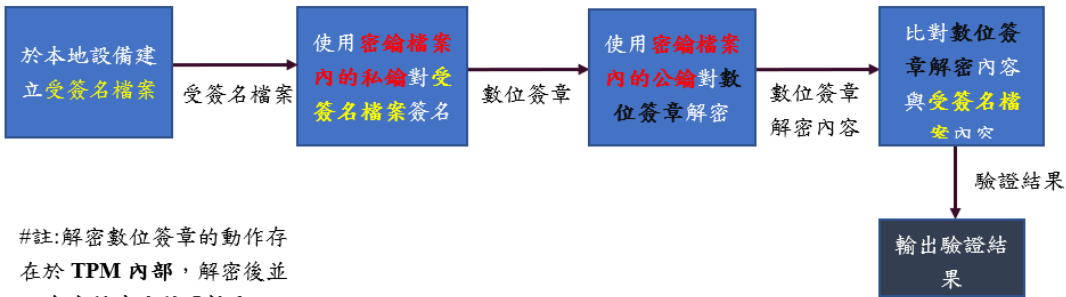 於本地設備建
立受簽名檔案
受簽名檔案
使用密鑰檔案
內的私鑰對受
簽名檔案簽名
數位簽章
使用密鑰檔案
內的公鑰對數
位簽章解密
數位簽章
解密內容
比對數位簽
章解密內容
與受簽名檔
案內容
驗證結果
輸出驗證結
果
#註:解密數位簽章的動作存
在於 TPM 內部，解密後並